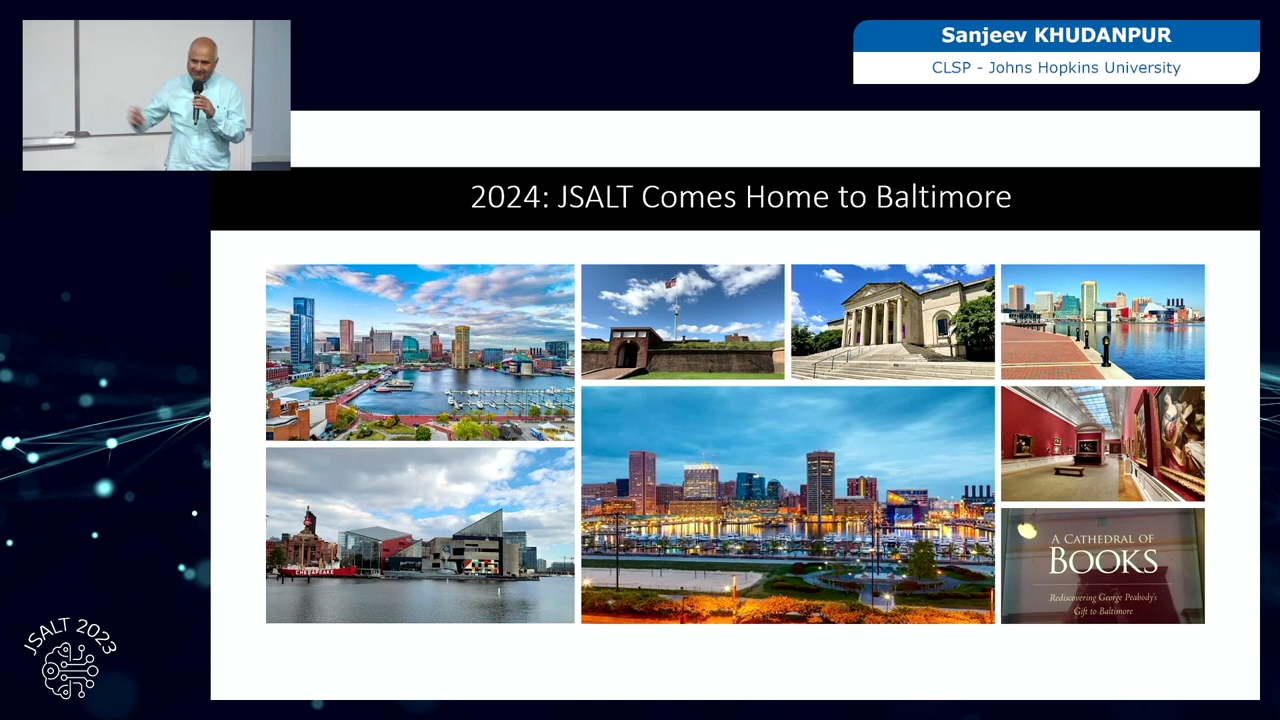 Sanjeev KHUDANPUR
CLSP - Johns Hopkins University
2024: JSALT Comes Home to Baltimore
CHESAPEAKE
A CATHEDRAL OF
BOOKS
Rediscovering George Peabody's
Gift to Baltimore
JSALT 2023